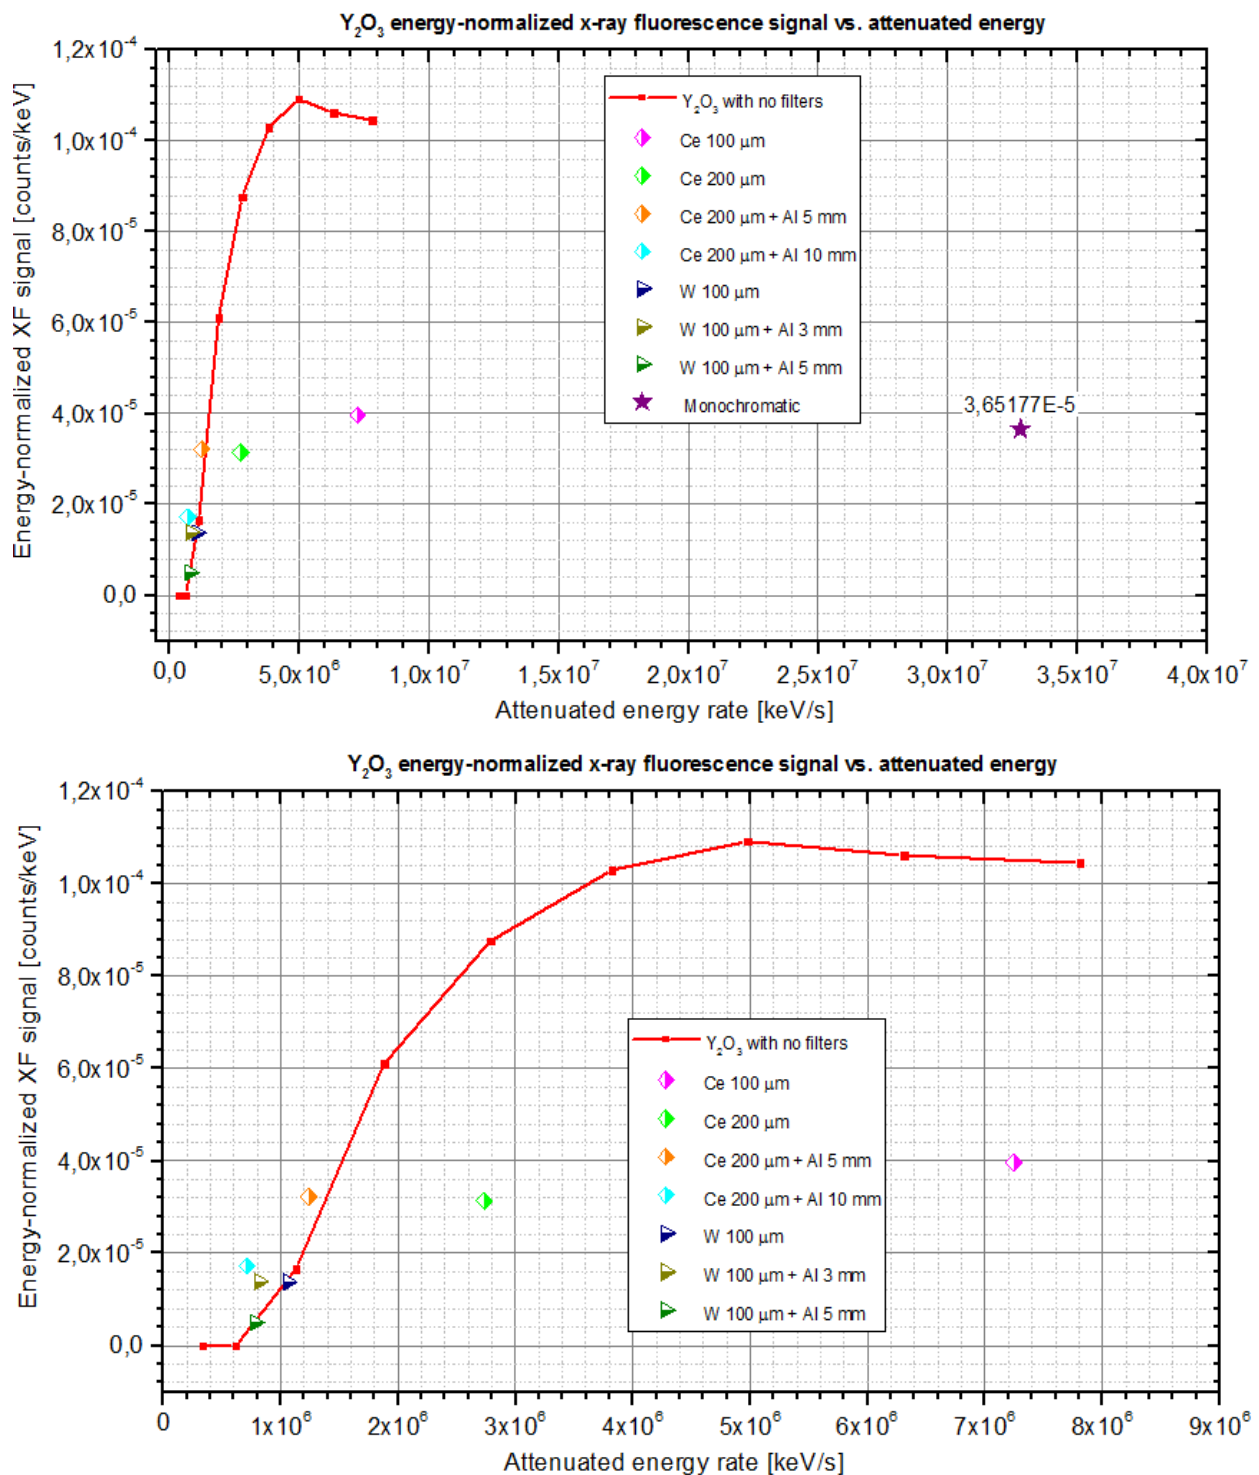 Y₂O₃ energy-normalized x-ray fluorescence signal vs. attenuated energy
Energy-normalized XF signal [counts/keV]
1,2x10⁻⁴
1,0x10⁻⁴
8,0x10⁻⁵
6,0x10⁻⁵
4,0x10⁻⁵
2,0x10⁻⁵
0,0
Y₂O₃ with no filters
Ce 100 µm
Ce 200 µm
Ce 200 µm + Al 5 mm
Ce 200 µm + Al 10 mm
W 100 µm
W 100 µm + Al 3 mm
W 100 µm + Al 5 mm
Monochromatic
3,65177E-5
0,0 5,0x10⁶ 1,0x10⁷ 1,5x10⁷ 2,0x10⁷ 2,5x10⁷ 3,0x10⁷ 3,5x10⁷ 4,0x10⁷
Attenuated energy rate [keV/s]
Y₂O₃ energy-normalized x-ray fluorescence signal vs. attenuated energy
Energy-normalized XF signal [counts/keV]
1,2x10⁻⁴
1,0x10⁻⁴
8,0x10⁻⁵
6,0x10⁻⁵
4,0x10⁻⁵
2,0x10⁻⁵
0,0
Y₂O₃ with no filters
Ce 100 µm
Ce 200 µm
Ce 200 µm + Al 5 mm
Ce 200 µm + Al 10 mm
W 100 µm
W 100 µm + Al 3 mm
W 100 µm + Al 5 mm
0 1x10⁶ 2x10⁶ 3x10⁶ 4x10⁶ 5x10⁶ 6x10⁶ 7x10⁶ 8x10⁶ 9x10⁶
Attenuated energy rate [keV/s]